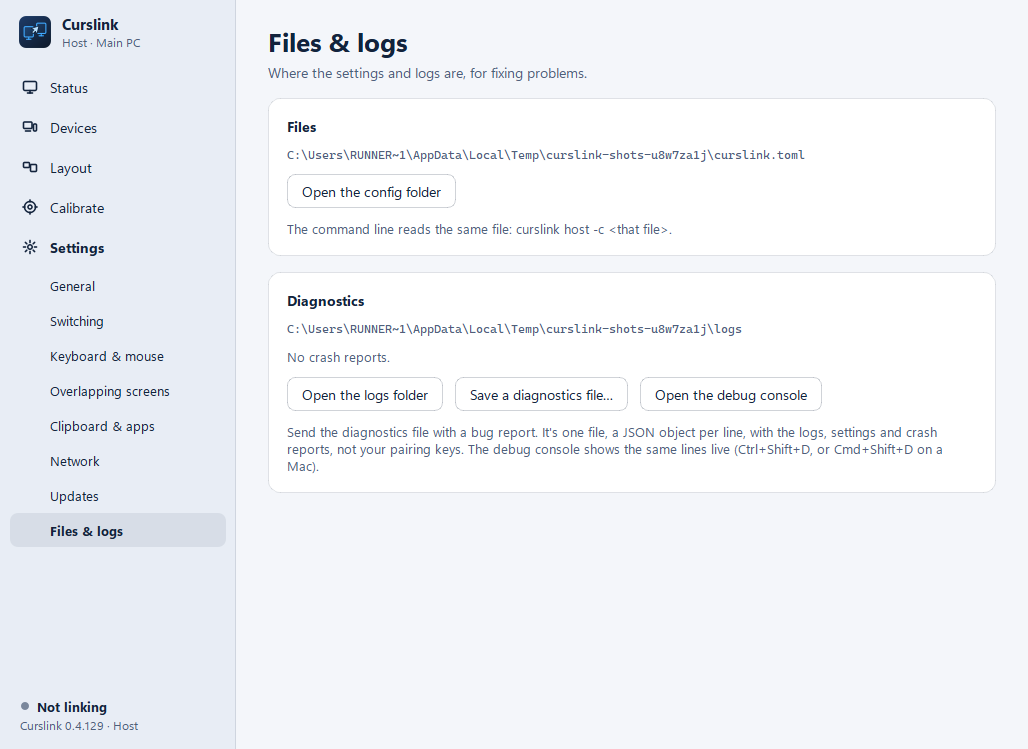 Curslink
Host · Main PC
Status
Devices
Layout
Calibrate
Settings
General
Switching
Keyboard & mouse
Overlapping screens
Clipboard & apps
Network
Updates
Files & logs
Not linking
Curslink 0.4.129 · Host
Files & logs
Where the settings and logs are, for fixing problems.
Files
C:\Users\RUNNER~1\AppData\Local\Temp\curslink-shots-u8w7za1j\curslink.toml
Open the config folder
The command line reads the same file: curslink host -c <that file>.
Diagnostics
C:\Users\RUNNER~1\AppData\Local\Temp\curslink-shots-u8w7za1j\logs
No crash reports.
Open the logs folder
Save a diagnostics file...
Open the debug console
Send the diagnostics file with a bug report. It's one file, a JSON object per line, with the logs, settings and crash
reports, not your pairing keys. The debug console shows the same lines live (Ctrl+Shift+D, or Cmd+Shift+D on a
Mac).